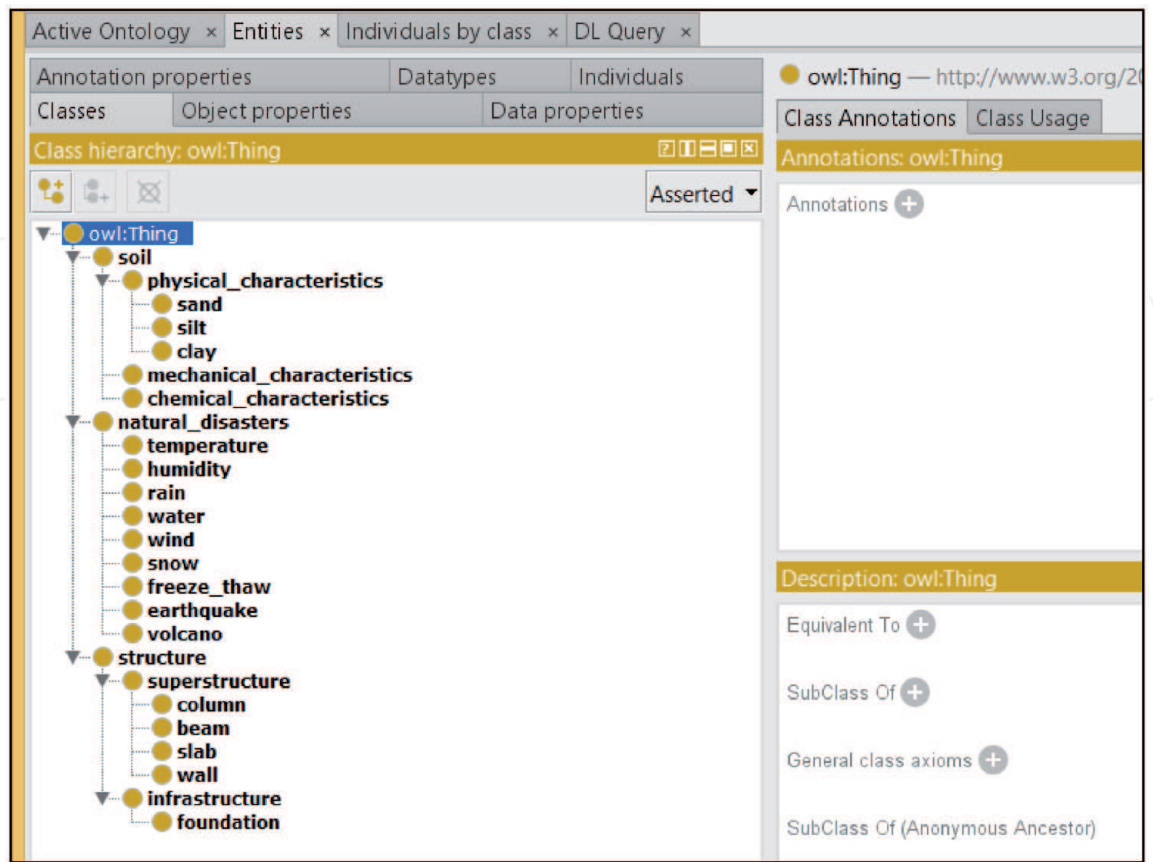 Active Ontology × Entities × Individuals by class × DL Query ×
Annotation properties Datatypes Individuals
Classes Object properties Data properties
Class hierarchy: owl:Thing
Asserted
owl:Thing
soil
physical_characteristics
sand
silt
clay
mechanical_characteristics
chemical_characteristics
natural_disasters
temperature
humidity
rain
water
wind
snow
freeze_thaw
earthquake
volcano
structure
superstructure
column
beam
slab
wall
infrastructure
foundation
owl:Thing — http://www.w3.org/20
Class Annotations Class Usage
Annotations: owl:Thing
Annotations
Description: owl:Thing
Equivalent To
SubClass Of
General class axioms
SubClass Of (Anonymous Ancestor)